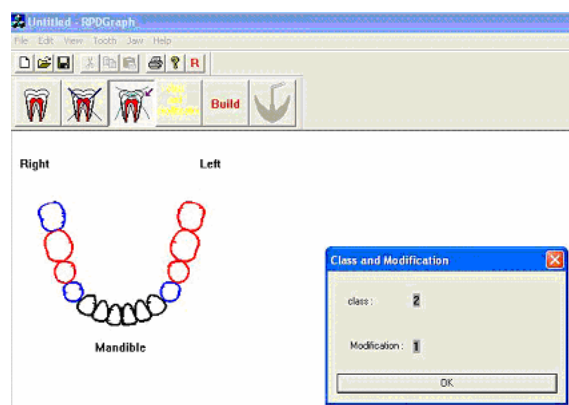 Untitled - RPDGraph
File Edit View Tooth Jaw Help
R
Build
Right Left
Mandible
Class and Modification
class : 2
Modification : 1
OK